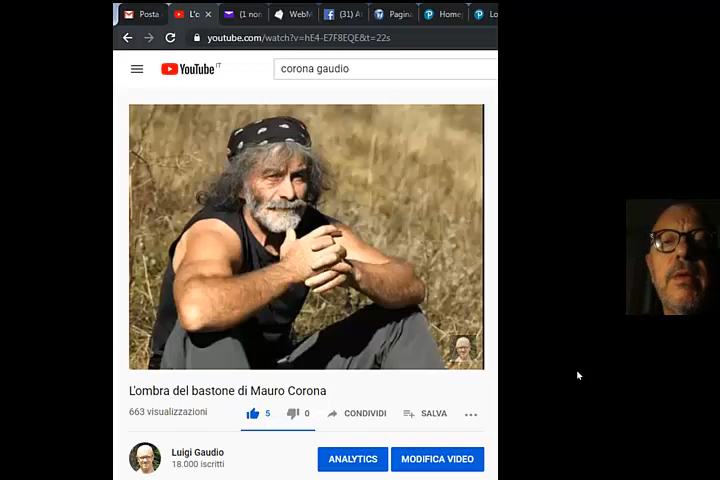 Posta
L'o
(1 non
WebM
(31) A
Pagina
Home
Lo
youtube.com/watch?v=hE4-E7F8EQE&t=22s
YouTube IT
corona gaudio
L'ombra del bastone di Mauro Corona
663 visualizzazioni
5
0
CONDIVIDI
SALVA
Luigi Gaudio
18.000 iscritti
ANALYTICS
MODIFICA VIDEO